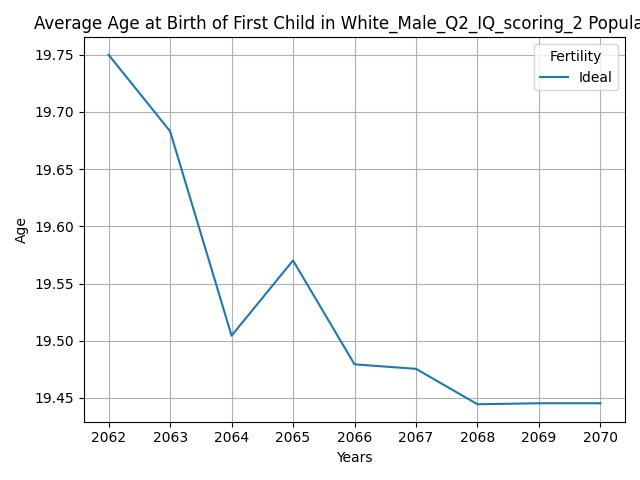 Average Age at Birth of First Child in White_Male_Q2_IQ_scoring_2 Popula
Fertility
Ideal
19.75
19.70
19.65
19.60
19.55
19.50
19.45
Age
2062 2063 2064 2065 2066 2067 2068 2069 2070
Years